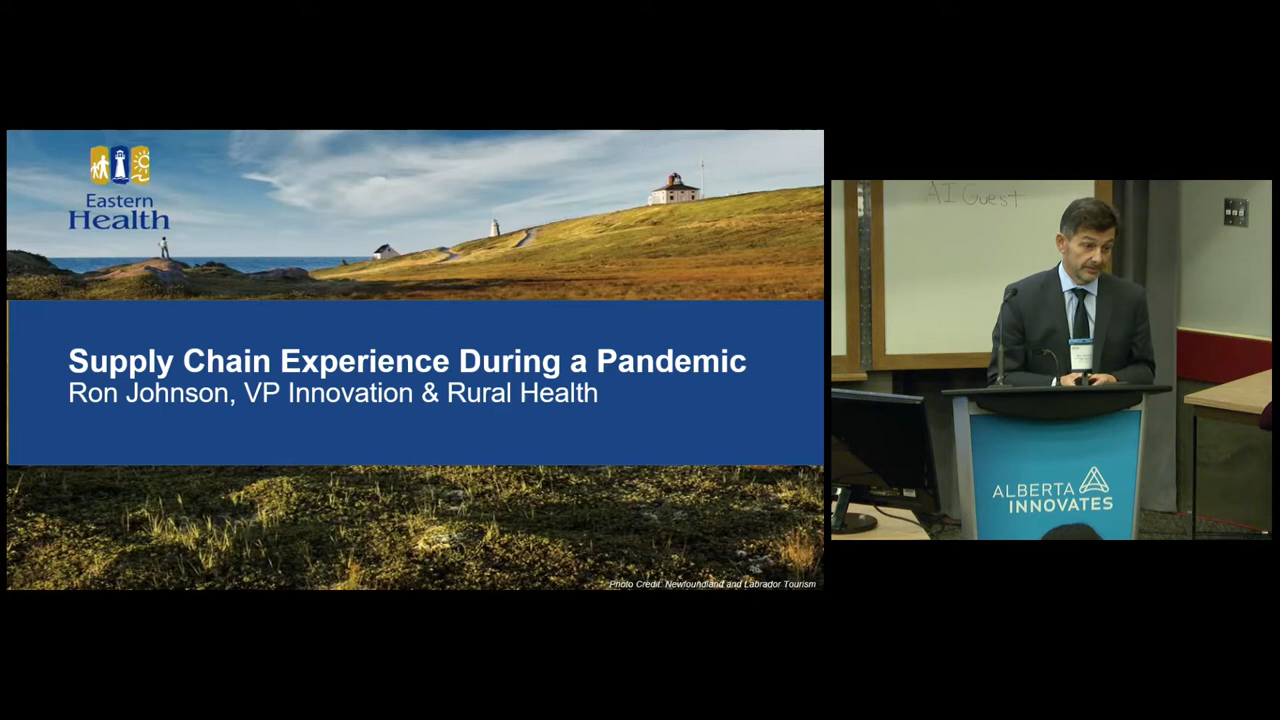 Eastern
Health
Supply Chain Experience During a Pandemic
Ron Johnson, VP Innovation & Rural Health
Photo Credit: Newfoundland and Labrador Tourism
AI Guest
ALBERTA
INNOVATES